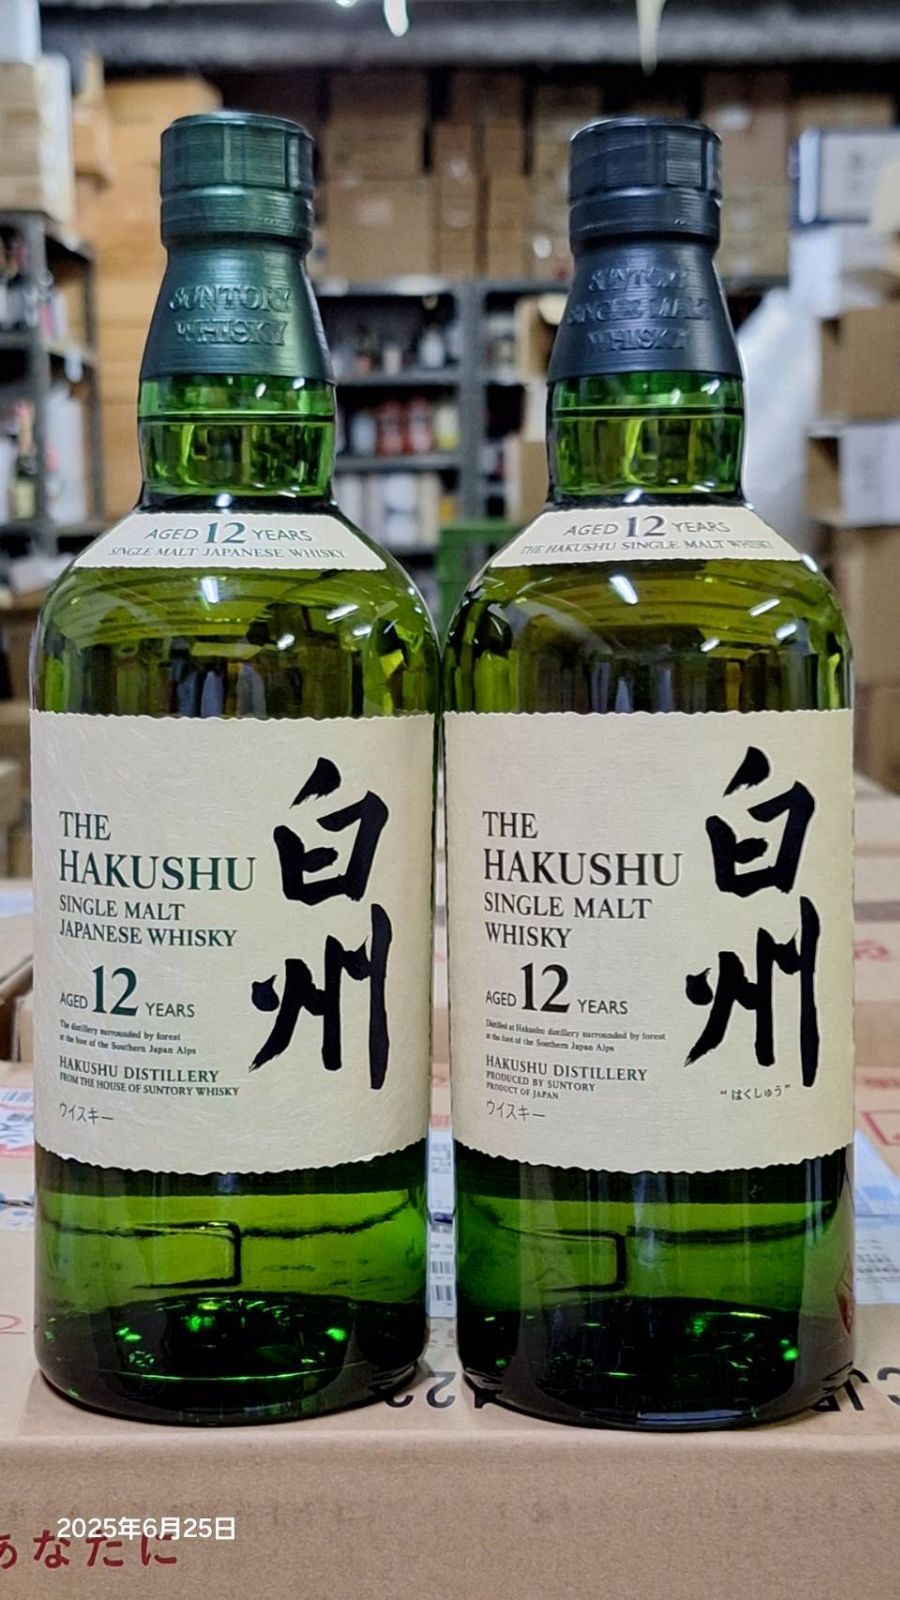 SUNTORY
WHISKY
AGED 12 YEARS
SINGLE MALT JAPANESE WHISKY
白州
THE
HAKUSHU
SINGLE MALT
JAPANESE WHISKY
AGED 12 YEARS
The distillery surrounded by forest
at the foot of the Southern Japan Alps
HAKUSHU DISTILLERY
FROM THE HOUSE OF SUNTORY WHISKY
ウイスキー
SUNTORY
SINGLE MALT
WHISKY
AGED 12 YEARS
THE HAKUSHU SINGLE MALT WHISKY
白州
THE
HAKUSHU
SINGLE MALT
WHISKY
AGED 12 YEARS
Distilled at Hakushu distillery surrounded by forest
at the foot of the Southern Japan Alps
HAKUSHU DISTILLERY
PRODUCED BY SUNTORY
PRODUCT OF JAPAN
"はくしゅう"
ウイスキー
2025年6月25日
あなたに